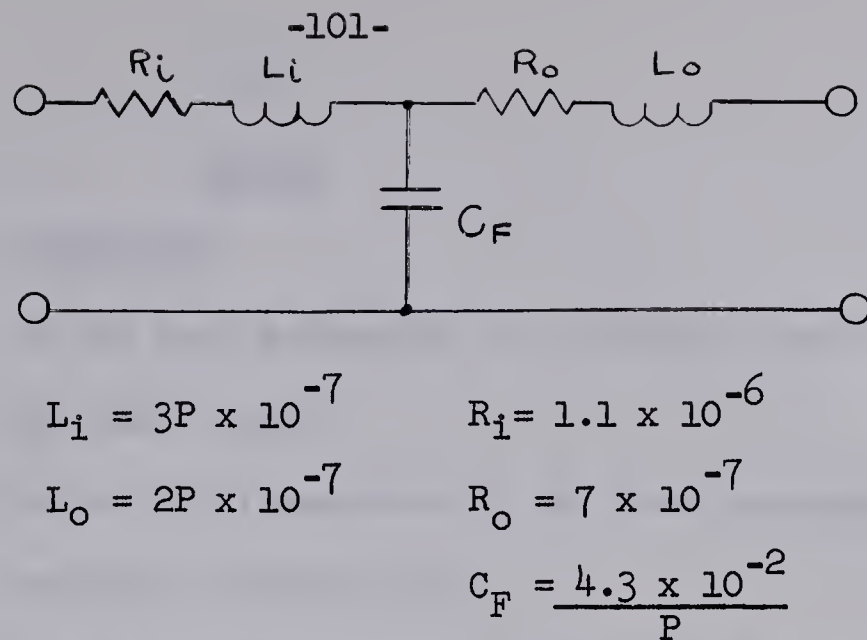 -101-
Ri Li Ro Lo
CF
Li = 3P x 10^-7 Ri= 1.1 x 10^-6
Lo = 2P x 10^-7 Ro = 7 x 10^-7
CF = 4.3 x 10^-2
P